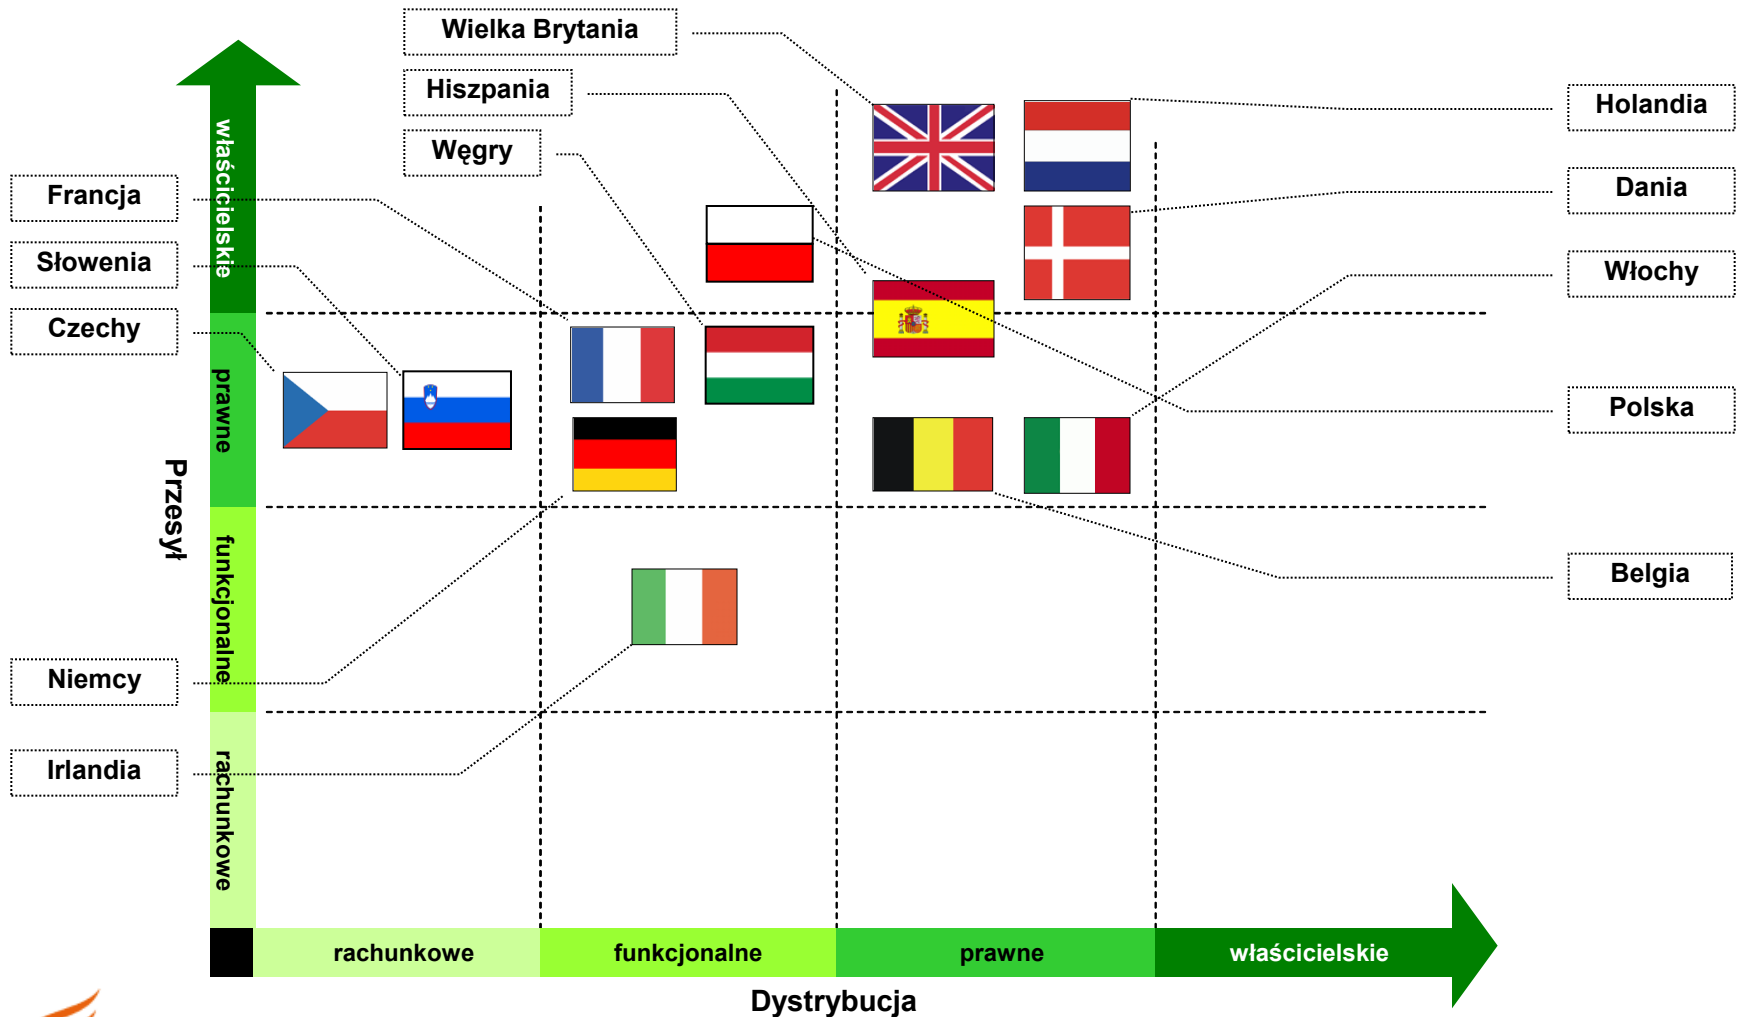 Wielka Brytania
Hiszpania
Węgry
Francja
Słowenia
Czechy
Niemcy
Irlandia
Holandia
Dania
Włochy
Polska
Belgia
Przesył
właścicielskie
prawne
funkcjonalne
rachunkowe
rachunkowe
funkcjonalne
prawne
właścicielskie
Dystrybucja